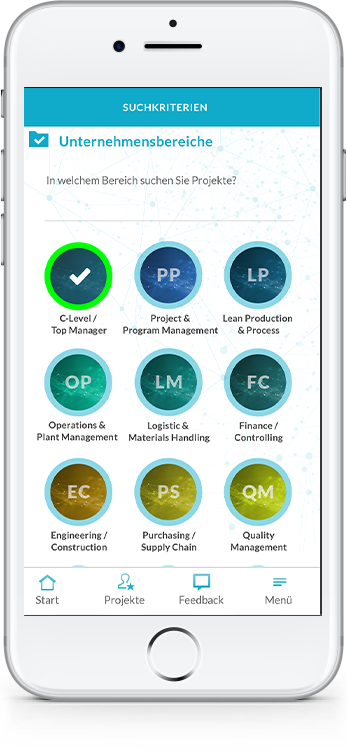 SUCHKRITERIEN
Unternehmensbereiche
In welchem Bereich suchen Sie Projekte?
PP
LP
C-Level /
Top Manager
Project &
Program Management
Lean Production
& Process
OP
LM
FC
Operations &
Plant Management
Logistic &
Materials Handling
Finance /
Controlling
EC
PS
QM
Engineering /
Construction
Purchasing /
Supply Chain
Quality
Management
Start
Projekte
Feedback
Menü